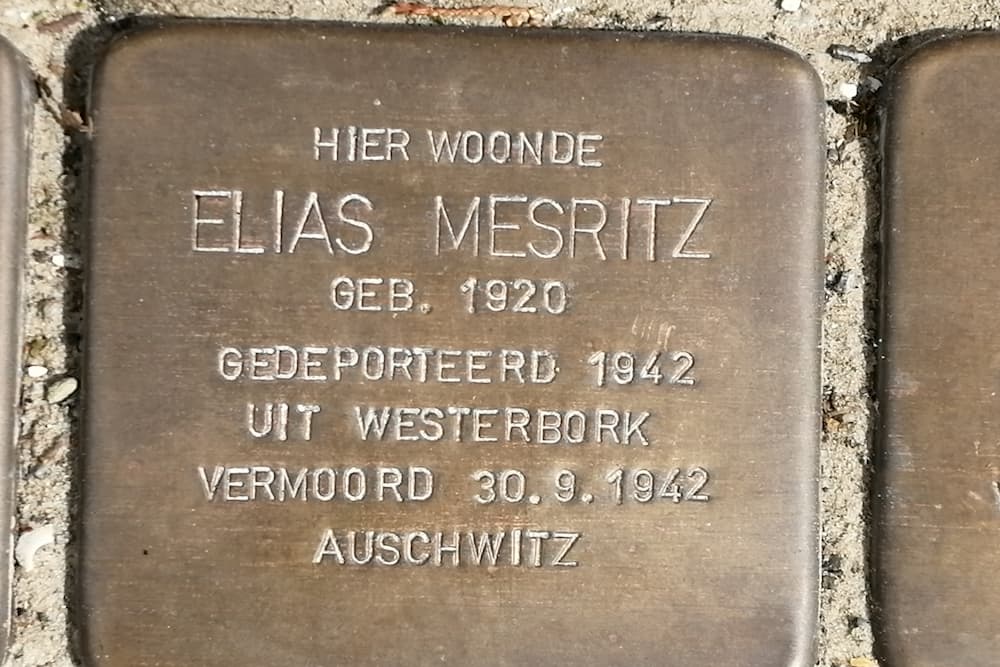 HIER WOONDE
ELIAS MESRITZ
GEB. 1920
GEDEPORTEERD 1942
UIT WESTERBORK
VERMOORD 30.9.1942
AUSCHWITZ